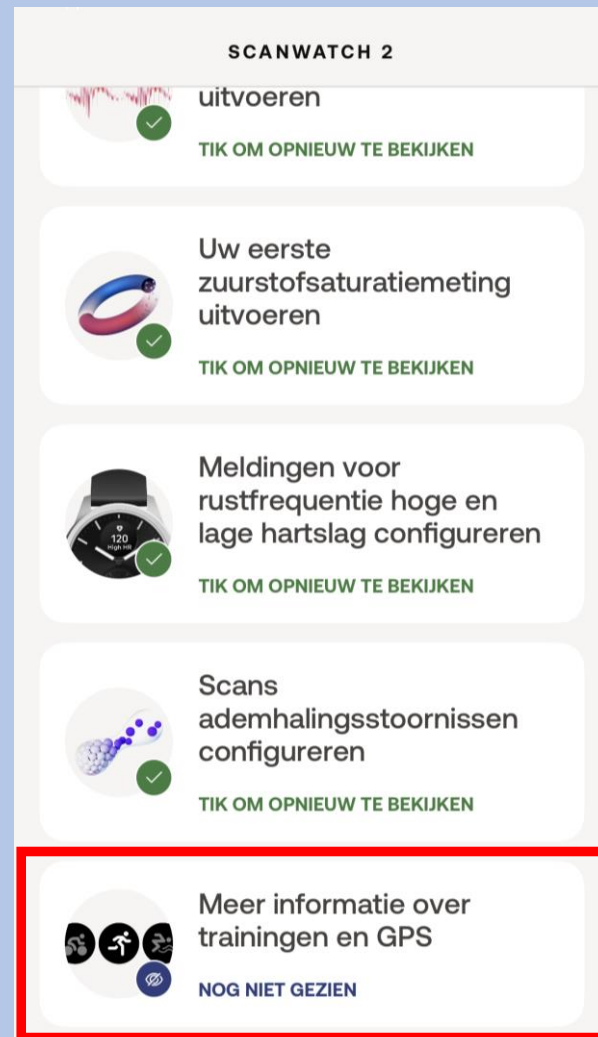 SCANWATCH 2
uitvoeren
TIK OM OPNIEUW TE BEKIJKEN
Uw eerste
zuurstofsaturatiemeting
uitvoeren
TIK OM OPNIEUW TE BEKIJKEN
120
High HR
Meldingen voor
rustfrequentie hoge en
lage hartslag configureren
TIK OM OPNIEUW TE BEKIJKEN
Scans
ademhalingsstoornissen
configureren
TIK OM OPNIEUW TE BEKIJKEN
Meer informatie over
trainingen en GPS
NOG NIET GEZIEN